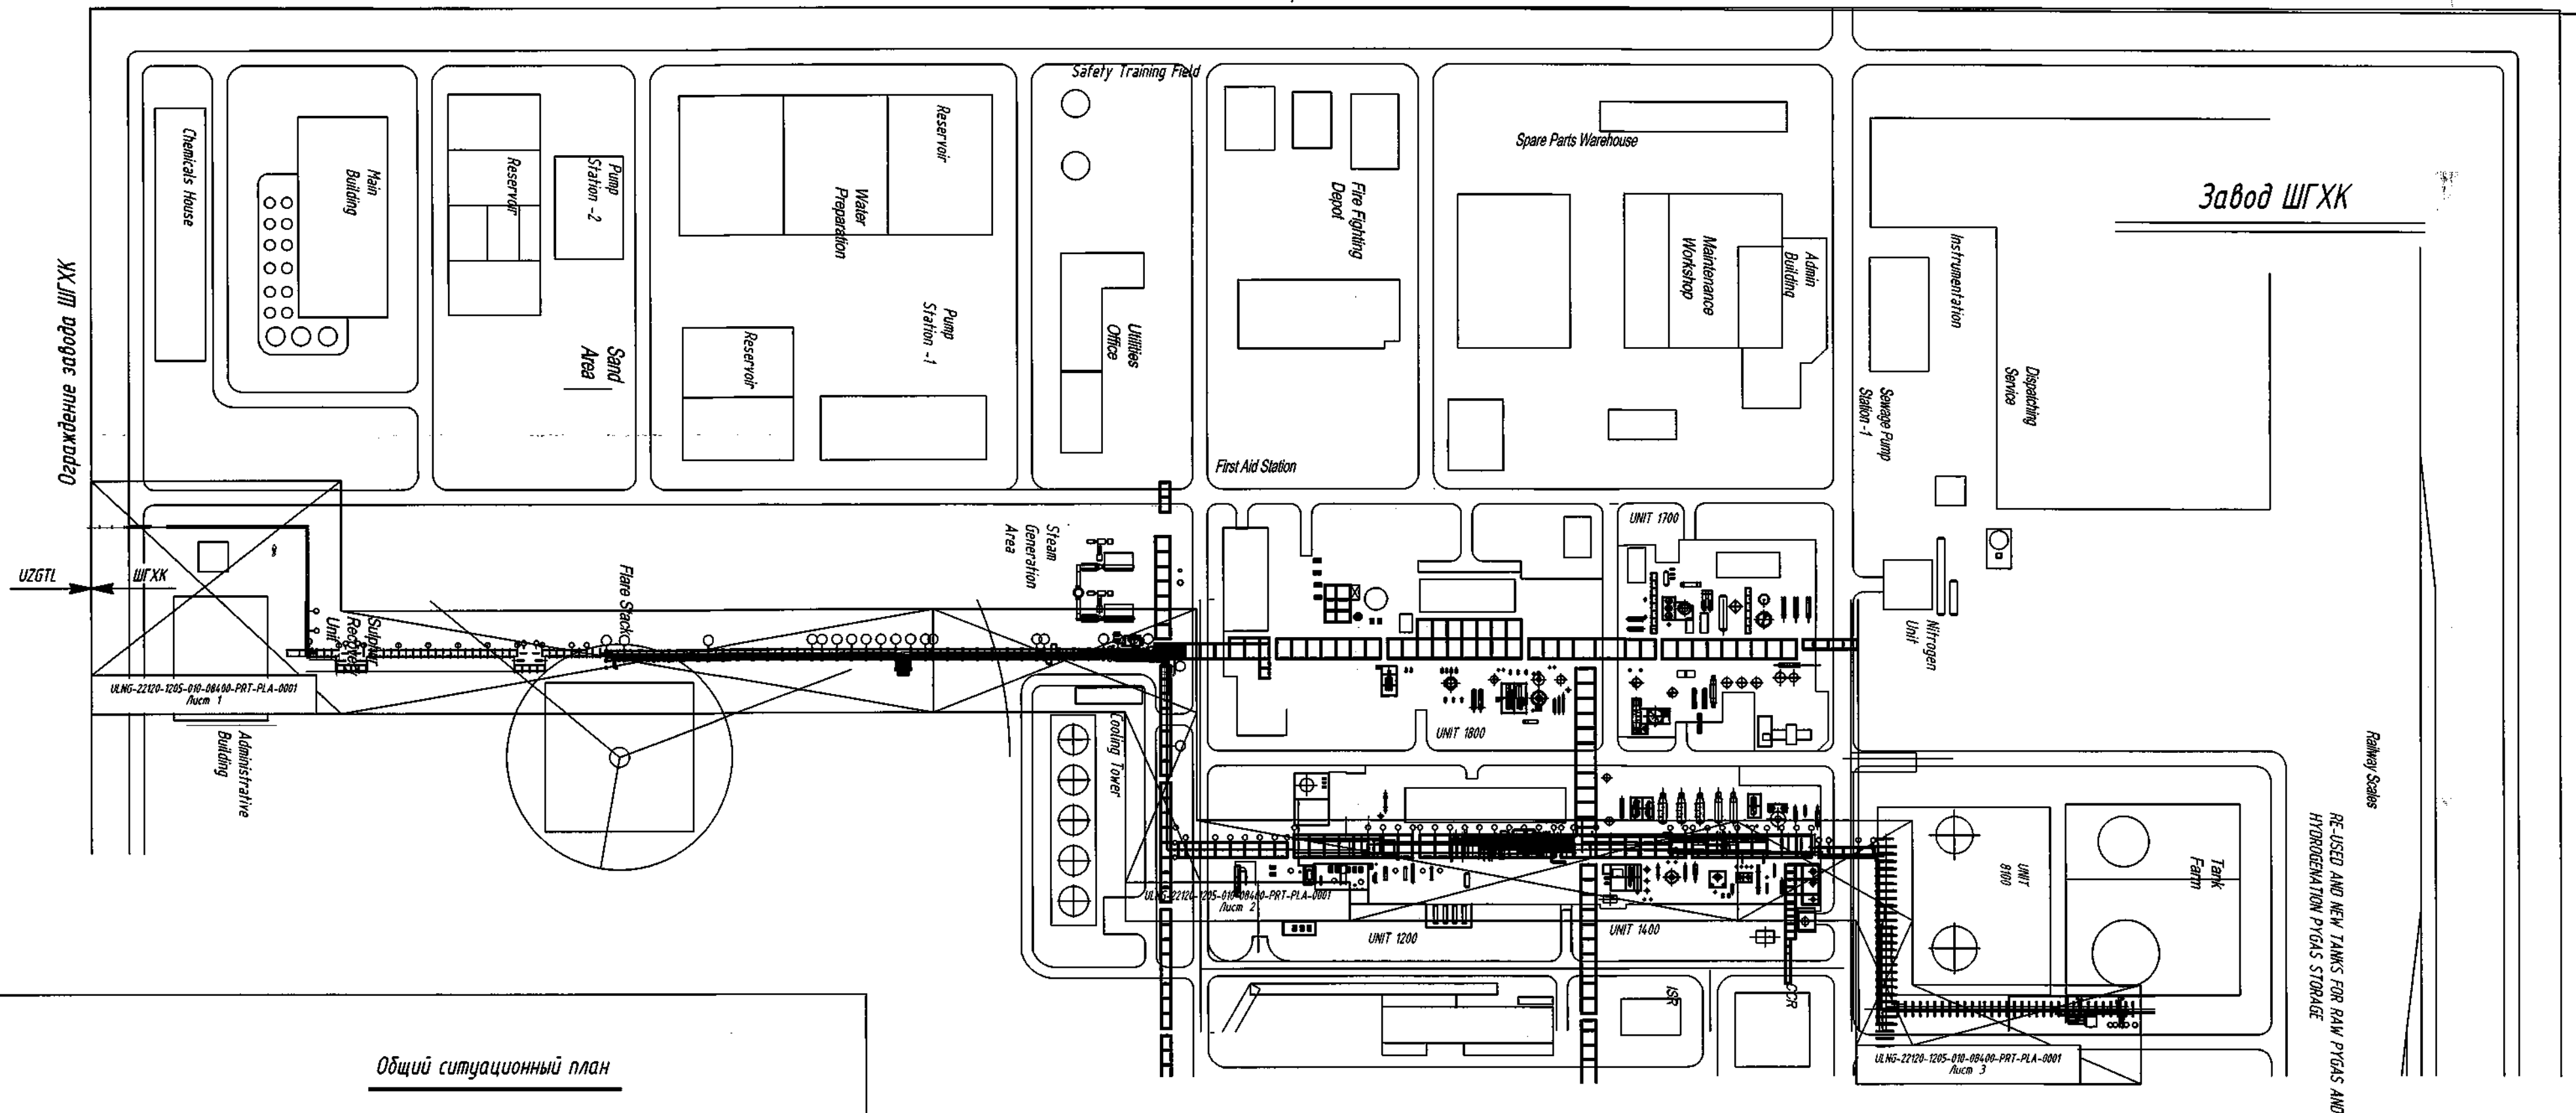 Safety Training Field
Завод ШГХК
Chemicals House
Main
Building
Reservoir
Pump
Station -2
Sand
Area
Reservoir
Water
Preparation
Pump
Station -1
Reservoir
Utilities
Office
Fire Fighting
Depot
First Aid Station
Spare Parts Warehouse
Maintenance
Workshop
Admin
Building
Instrumentation
Dispatching
Service
Sewage Pump
Station -1
Ограждение завода ШГХК
UZGTL
ШГХК
Sulphur
Recovery
Unit
Flare Stack
Steam
Generation
Area
UNIT 1700
Nitrogen
Unit
ULNG-22120-1205-010-08400-PRT-PLA-0001
Лист 1
Administrative
Building
Cooling Tower
UNIT 1800
Railway Scales
RE-USED AND NEW TANKS FOR RAW PYGAS AND
HYDROGENATION PYGAS STORAGE
UNIT
8100
Tank
Farm
ULNG-22120-1205-010-08400-PRT-PLA-0001
Лист 2
UNIT 1200
UNIT 1400
ISR
CCR
ULNG-22120-1205-010-08400-PRT-PLA-0001
Лист 3
Общий ситуационный план